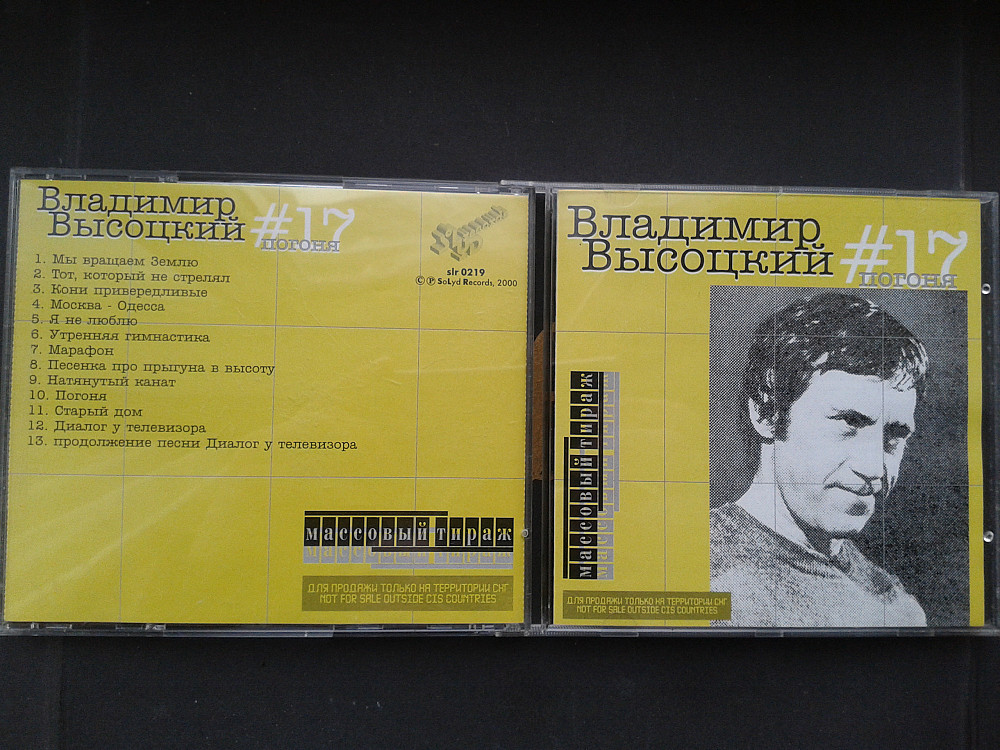 Владимир
Высоцкий
#17
погоня
1. Мы вращаем Землю
2. Тот, который не стрелял
3. Кони привередливые
4. Москва - Одесса
5. Я не люблю
6. Утренняя гимнастика
7. Марафон
8. Песенка про прыгуна в высоту
9. Натянутый канат
10. Погоня
11. Старый дом
12. Диалог у телевизора
13. продолжение песни Диалог у телевизора
slr 0219
© ℗ SoLyd Records, 2000
массовый тираж
массовый тираж
ДЛЯ ПРОДАЖИ ТОЛЬКО НА ТЕРРИТОРИИ СНГ
NOT FOR SALE OUTSIDE CIS COUNTRIES
Владимир
Высоцкий
#17
погоня
массовый тираж
массовый тираж
ДЛЯ ПРОДАЖИ ТОЛЬКО НА ТЕРРИТОРИИ СНГ
NOT FOR SALE OUTSIDE CIS COUNTRIES